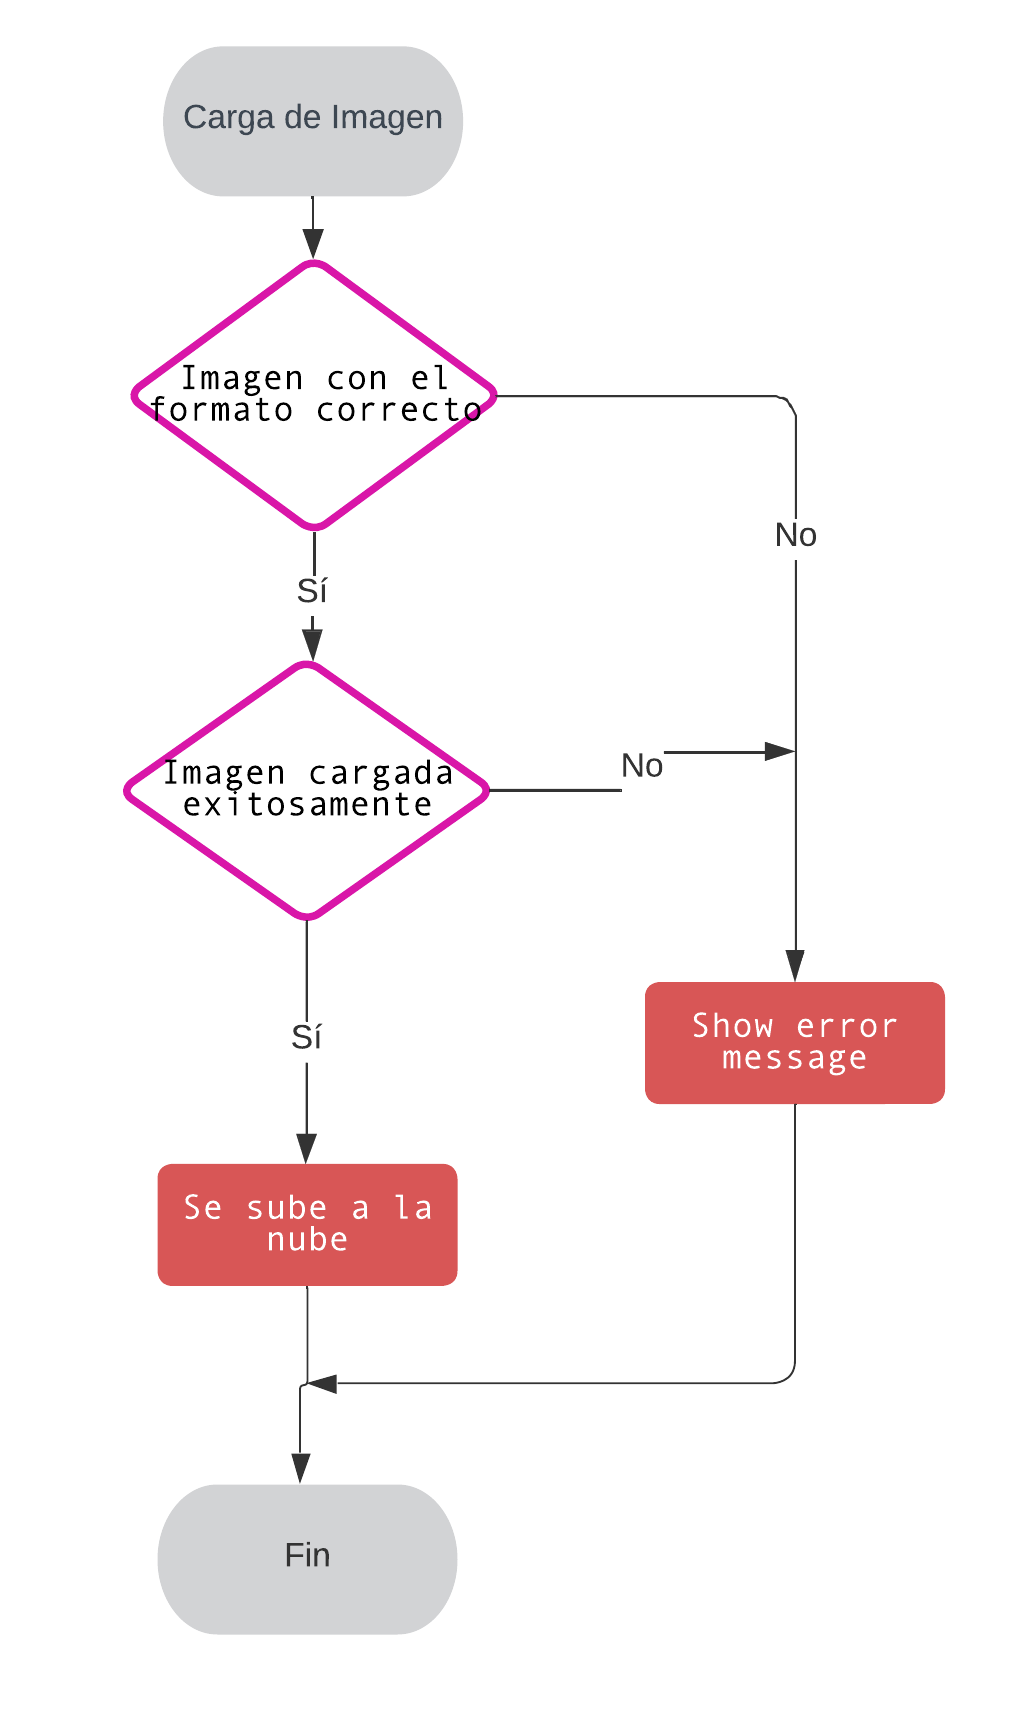 Carga de Imagen
Imagen con el
formato correcto
No
Sí
Imagen cargada
exitosamente
No
Sí
Show error
message
Se sube a la
nube
Fin